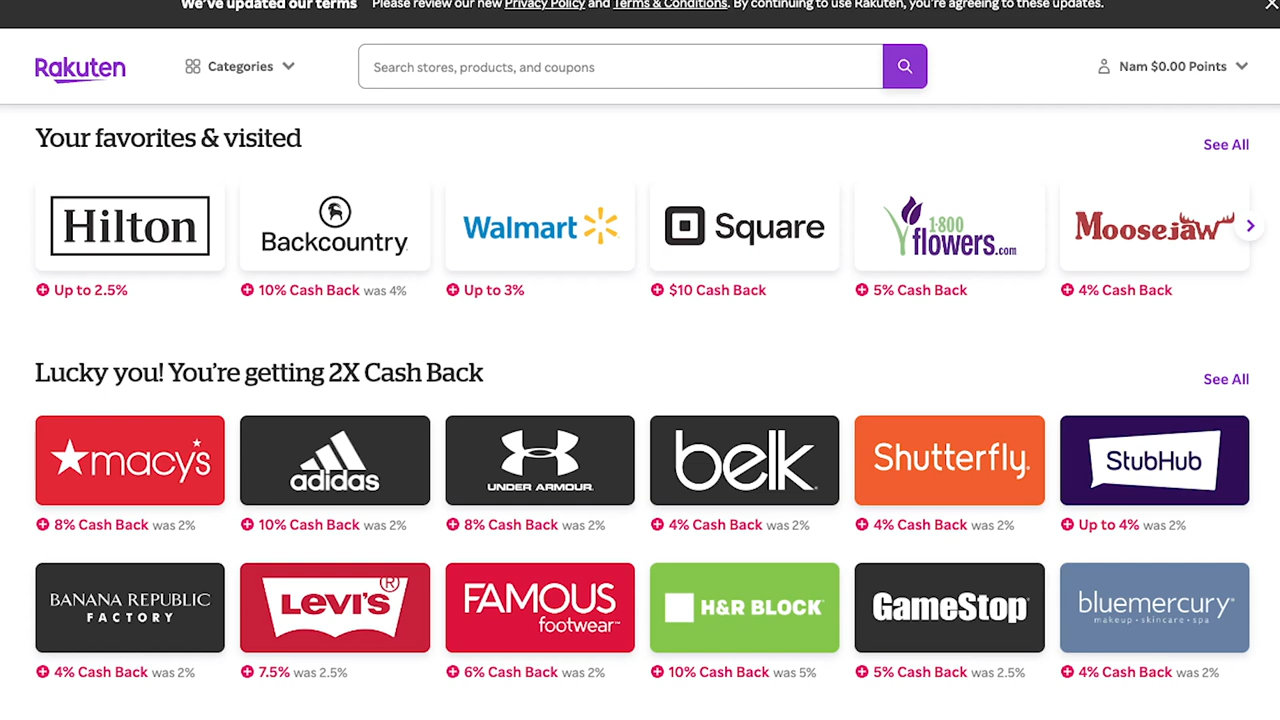 We've updated our terms Please review our new Privacy Policy and Terms & Conditions. By continuing to use Rakuten, you're agreeing to these updates.
Rakuten Categories Search stores, products, and coupons Nam $0.00 Points
Your favorites & visited See All
Hilton Backcountry Walmart Square 1·800 flowers.com Moosejaw
Up to 2.5% 10% Cash Back was 4% Up to 3% $10 Cash Back 5% Cash Back 4% Cash Back
Lucky you! You're getting 2X Cash Back See All
macy's adidas UNDER ARMOUR belk Shutterfly StubHub
8% Cash Back was 2% 10% Cash Back was 2% 8% Cash Back was 2% 4% Cash Back was 2% 4% Cash Back was 2% Up to 4% was 2%
BANANA REPUBLIC FACTORY LEVI'S ® FAMOUS footwear™ H&R BLOCK GameStop bluemercury® makeup • skincare • spa
4% Cash Back was 2% 7.5% was 2.5% 6% Cash Back was 2% 10% Cash Back was 5% 5% Cash Back was 2.5% 4% Cash Back was 2%